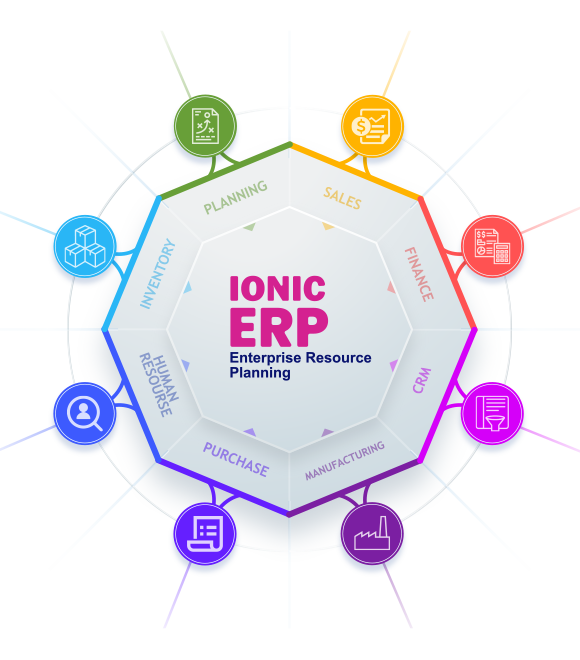 PLANNING
SALES
INVENTORY
FINANCE
IONIC
ERP
Enterprise Resource
Planning
HUMAN
RESOURSE
CRM
PURCHASE
MANUFACTURING
$
$$